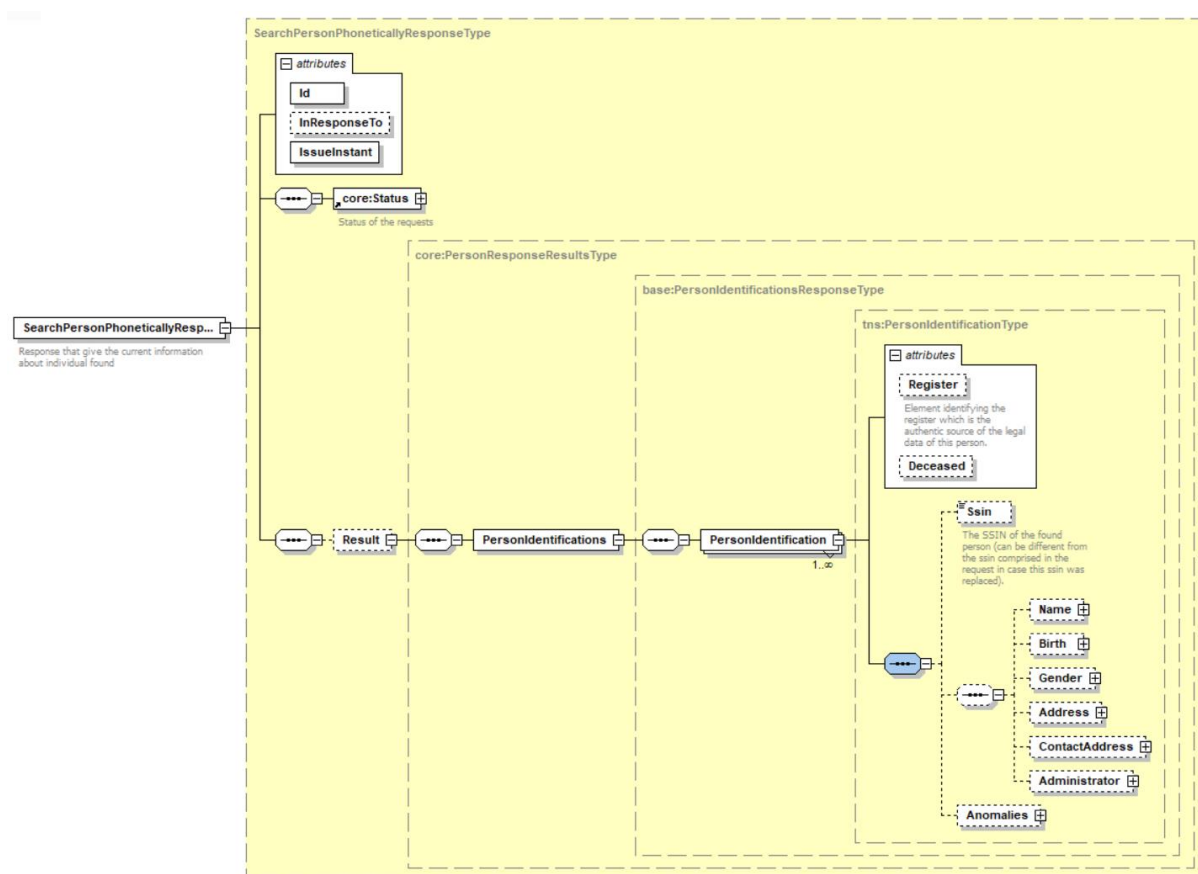 SearchPersonPhoneticallyResponseType
attributes
Id
InResponseTo
IssueInstant
core:Status
Status of the requests
core:PersonResponseResultsType
base:PersonIdentificationsResponseType
tns:PersonIdentificationType
SearchPersonPhoneticallyResp...
Response that give the current information
about individual found
attributes
Register
Element identifying the
register which is the
authentic source of the legal
data of this person.
Deceased
Result
PersonIdentifications
PersonIdentification
1..∞
Ssin
The SSIN of the found
person (can be different from
the ssin comprised in the
request in case this ssin was
replaced).
Name
Birth
Gender
Address
ContactAddress
Administrator
Anomalies